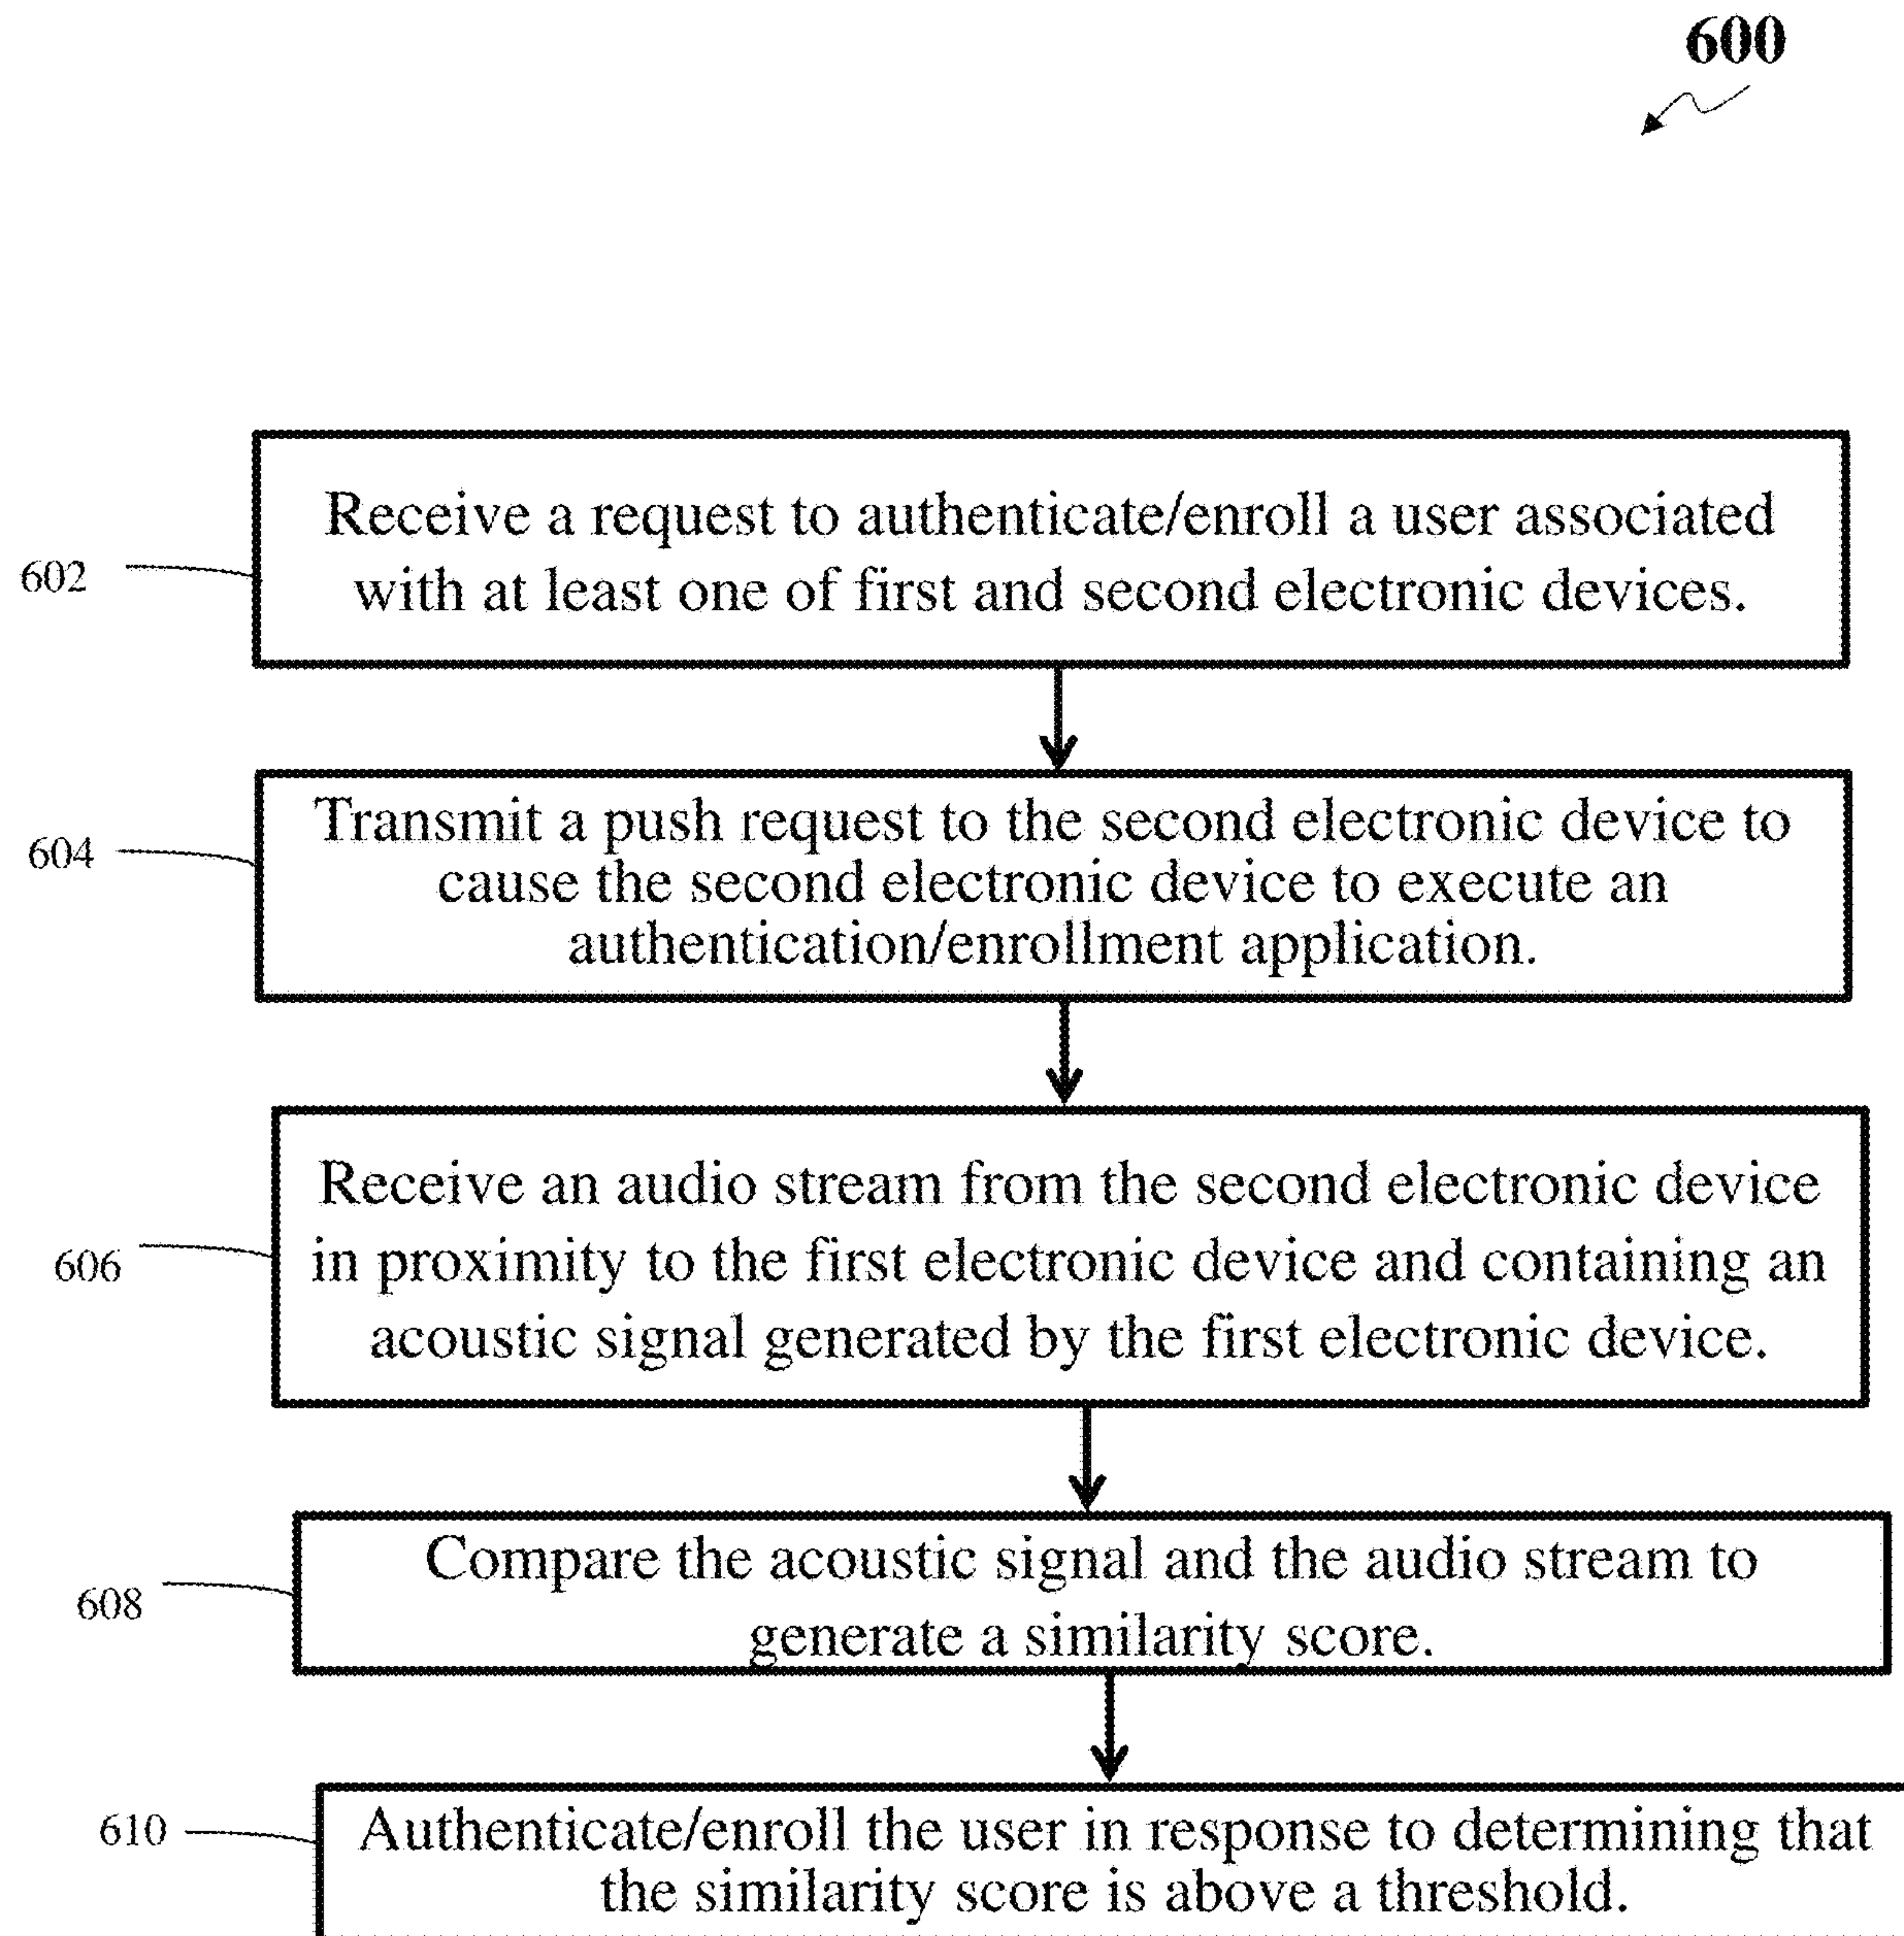 600
602
Receive a request to authenticate/enroll a user associated
with at least one of first and second electronic devices.
604
Transmit a push request to the second electronic device to
cause the second electronic device to execute an
authentication/enrollment application.
606
Receive an audio stream from the second electronic device
in proximity to the first electronic device and containing an
acoustic signal generated by the first electronic device.
608
Compare the acoustic signal and the audio stream to
generate a similarity score.
610
Authenticate/enroll the user in response to determining that
the similarity score is above a threshold.